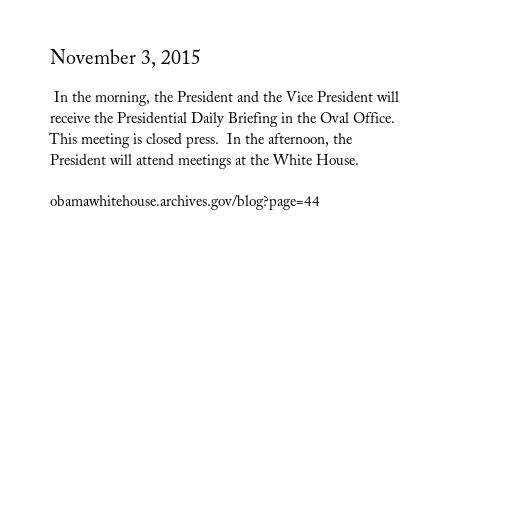 November 3, 2015
In the morning, the President and the Vice President will
receive the Presidential Daily Briefing in the Oval Office.
This meeting is closed press.  In the afternoon, the
President will attend meetings at the White House.
obamawhitehouse.archives.gov/blog?page=44